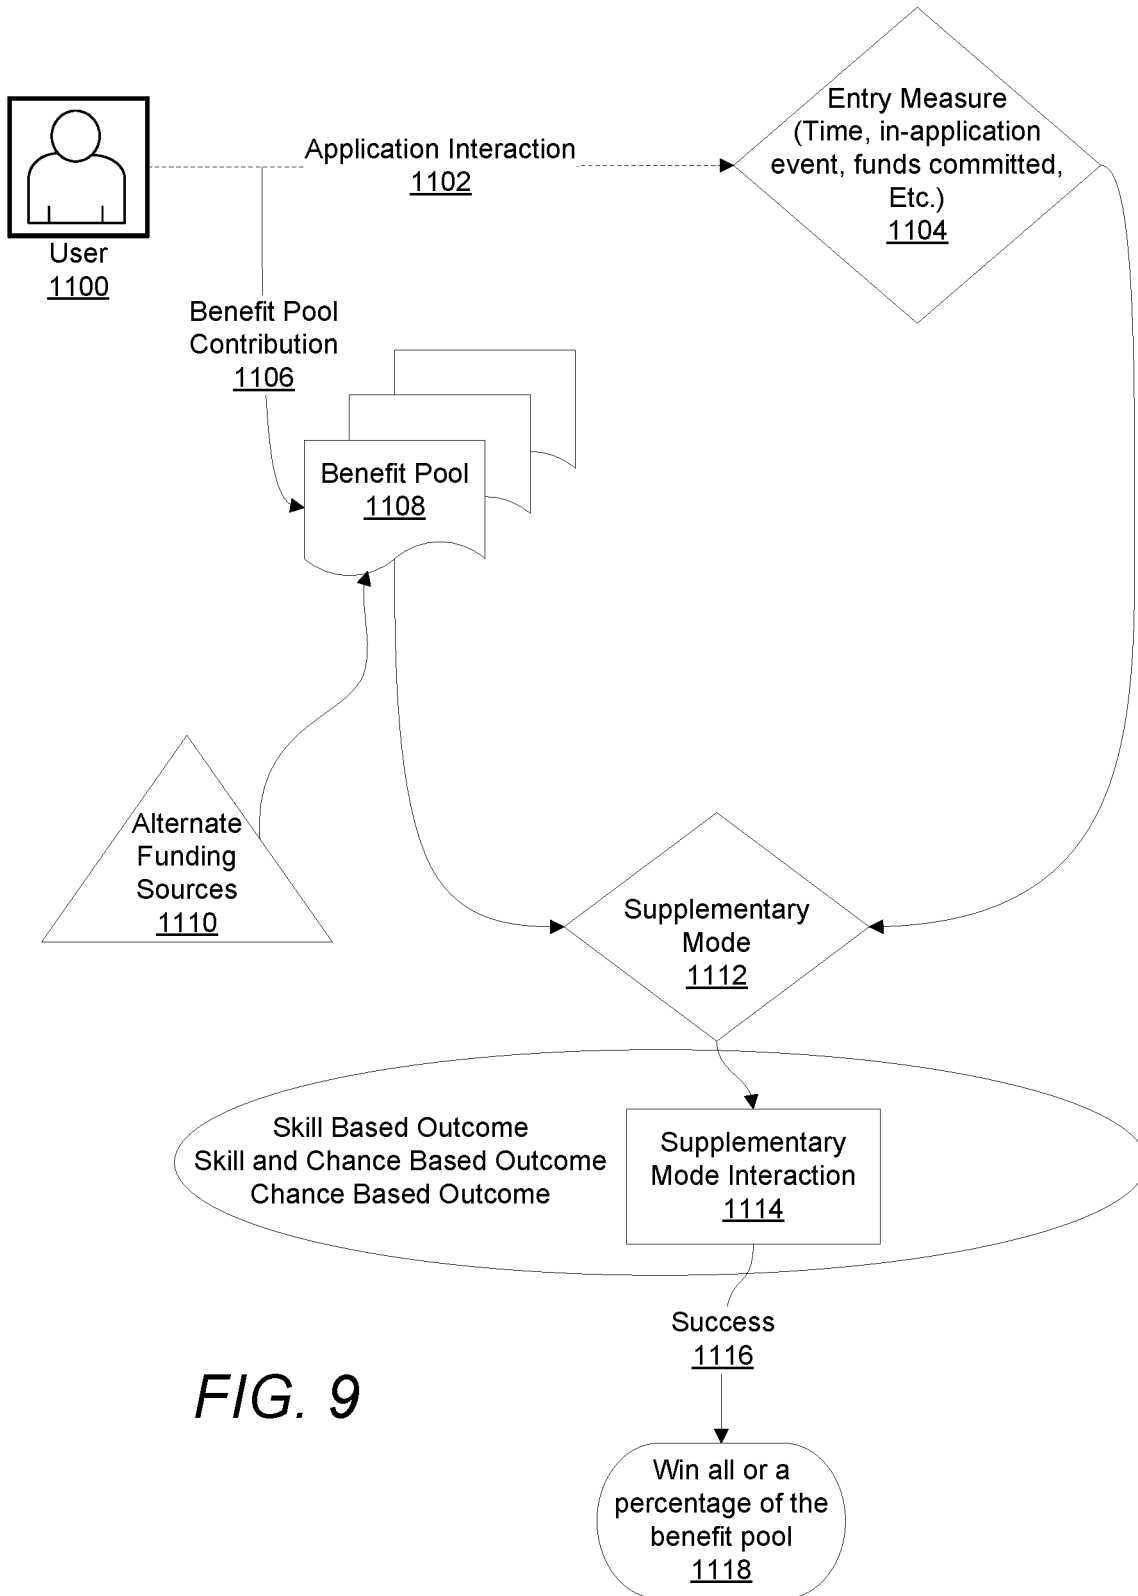 User
1100
Application Interaction
1102
Entry Measure
(Time, in-application
event, funds committed,
Etc.)
1104
Benefit Pool
Contribution
1106
Benefit Pool
1108
Alternate
Funding
Sources
1110
Supplementary
Mode
1112
Skill Based Outcome
Skill and Chance Based Outcome
Chance Based Outcome
Supplementary
Mode Interaction
1114
Success
1116
FIG. 9
Win all or a
percentage of the
benefit pool
1118